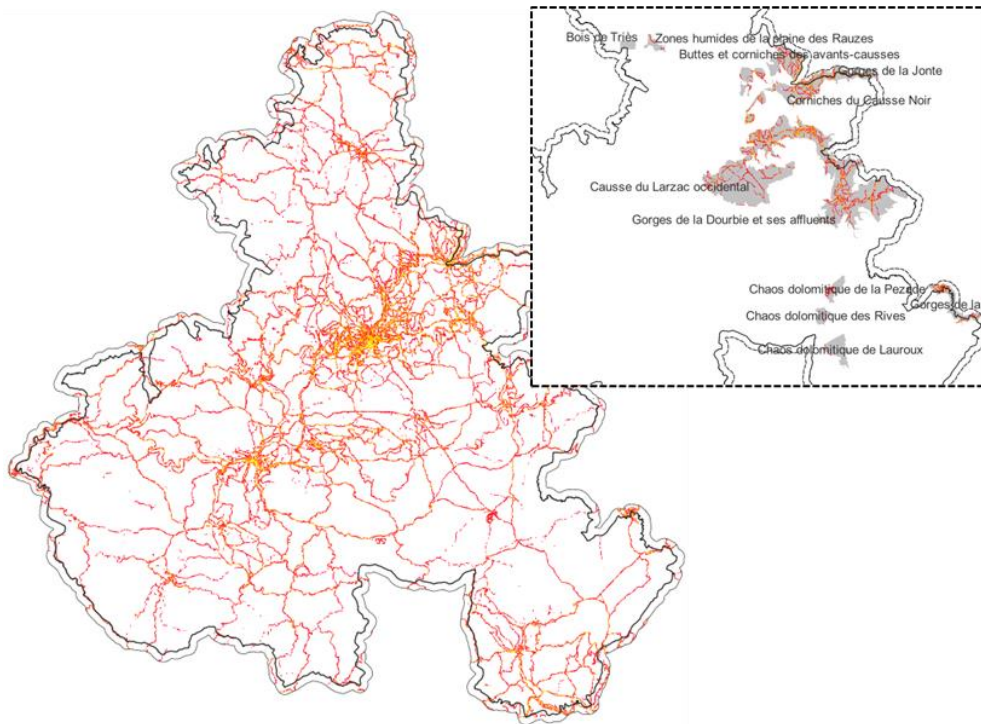 Bois de Triès
Zones humides de la plaine des Rauzes
Buttes et corniches des avants-causses
Gorges de la Jonte
Corniches du Causse Noir
Causse du Larzac occidental
Gorges de la Dourbie et ses affluents
Chaos dolomitique de la Pezade
Gorges de la
Chaos dolomitique des Rives
Chaos dolomitique de Lauroux